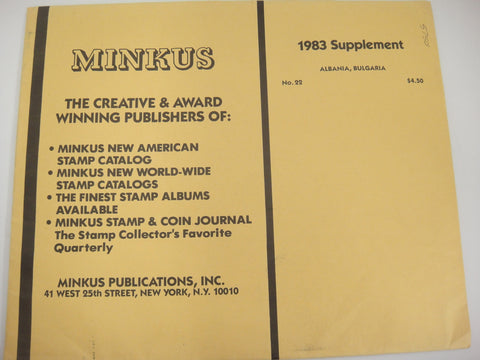 MINKUS
THE CREATIVE & AWARD
WINNING PUBLISHERS OF:
• MINKUS NEW AMERICAN
STAMP CATALOG
• MINKUS NEW WORLD-WIDE
STAMP CATALOGS
• THE FINEST STAMP ALBUMS
AVAILABLE
• MINKUS STAMP & COIN JOURNAL
The Stamp Collector's Favorite
Quarterly
MINKUS PUBLICATIONS, INC.
41 WEST 25th STREET, NEW YORK, N.Y. 10010
1983 Supplement
ALBANIA, BULGARIA
No. 22 $4.50